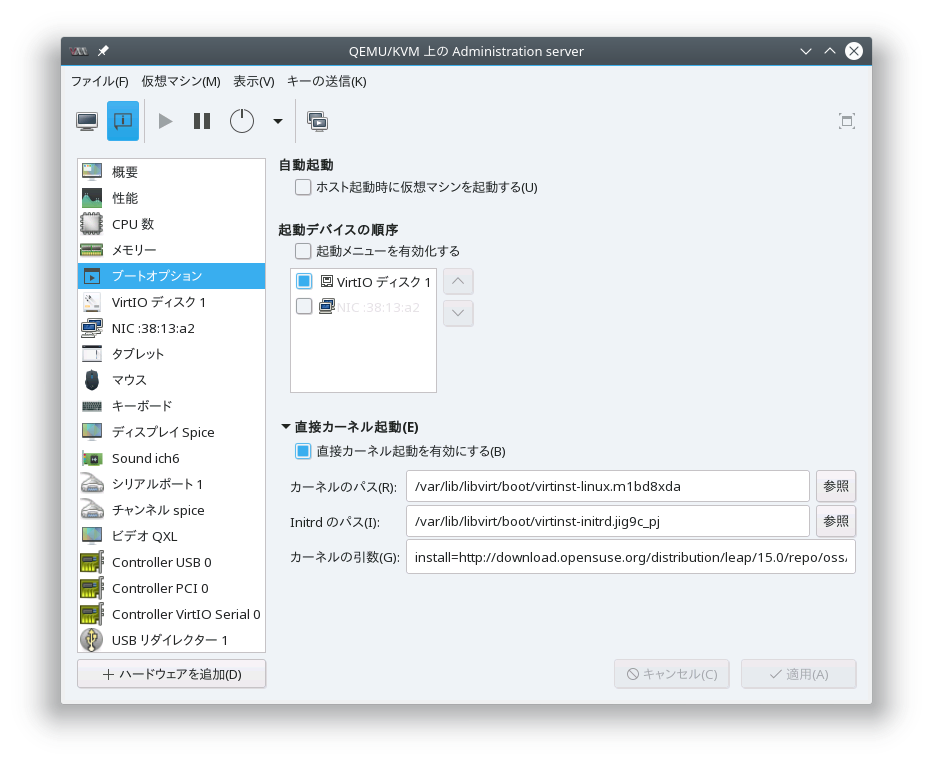 QEMU/KVM 上の Administration server
ファイル(F) 仮想マシン(M) 表示(V) キーの送信(K)
概要
性能
CPU 数
メモリー
ブートオプション
VirtIO ディスク 1
NIC :38:13:a2
タブレット
マウス
キーボード
ディスプレイ Spice
Sound ich6
シリアルポート 1
チャンネル spice
ビデオ QXL
Controller USB 0
Controller PCI 0
Controller VirtIO Serial 0
USB リダイレクター 1
ハードウェアを追加(D)
自動起動
ホスト起動時に仮想マシンを起動する(U)
起動デバイスの順序
起動メニューを有効化する
VirtIO ディスク 1
NIC :38:13:a2
直接カーネル起動(E)
直接カーネル起動を有効にする(B)
カーネルのパス(R): /var/lib/libvirt/boot/virtinst-linux.m1bd8xda 参照
Initrd のパス(I): /var/lib/libvirt/boot/virtinst-initrd.jig9c_pj 参照
カーネルの引数(G): install=http://download.opensuse.org/distribution/leap/15.0/repo/oss/
キャンセル(C) 適用(A)